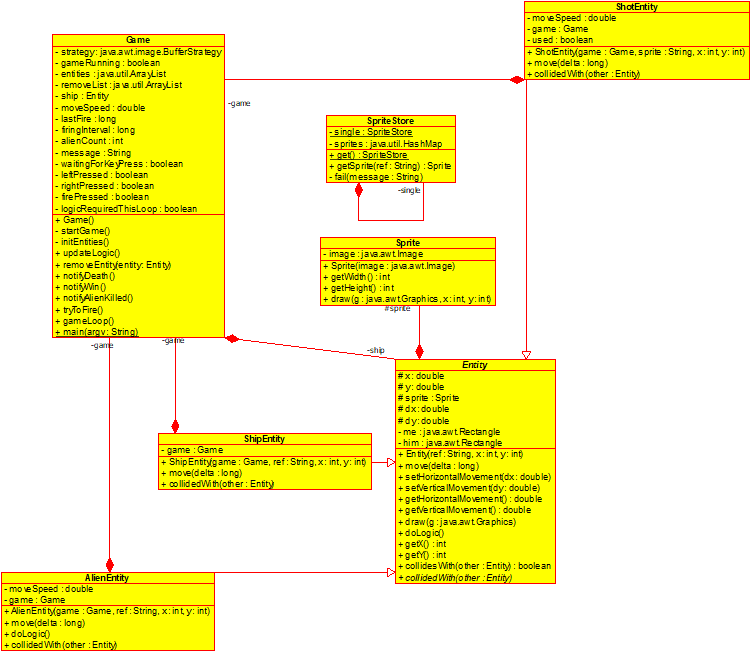 ShotEntity
- moveSpeed : double
- game : Game
- used : boolean
+ ShotEntity(game : Game, sprite : String, x : int, y : int)
+ move(delta : long)
+ collidedWith(other : Entity)
Game
- strategy : java.awt.image.BufferStrategy
- gameRunning : boolean
- entities : java.util.ArrayList
- removeList : java.util.ArrayList
- ship : Entity
- moveSpeed : double
- lastFire : long
- firingInterval : long
- alienCount : int
- message : String
- waitingForKeyPress : boolean
- leftPressed : boolean
- rightPressed : boolean
- firePressed : boolean
- logicRequiredThisLoop : boolean
+ Game()
- startGame()
- initEntities()
+ updateLogic()
+ removeEntity(entity : Entity)
+ notifyDeath()
+ notifyWin()
+ notifyAlienKilled()
+ tryToFire()
+ gameLoop()
+ main(argv : String)
-game
SpriteStore
- single : SpriteStore
- sprites : java.util.HashMap
+ get() : SpriteStore
+ getSprite(ref : String) : Sprite
- fail(message : String)
-single
Sprite
- image : java.awt.Image
+ Sprite(image : java.awt.Image)
+ getWidth() : int
+ getHeight() : int
+ draw(g : java.awt.Graphics, x : int, y : int)
#sprite
-game
-game
-ship
Entity
# x : double
# y : double
# sprite : Sprite
# dx : double
# dy : double
- me : java.awt.Rectangle
- him : java.awt.Rectangle
+ Entity(ref : String, x : int, y : int)
+ move(delta : long)
+ setHorizontalMovement(dx : double)
+ setVerticalMovement(dy : double)
+ getHorizontalMovement() : double
+ getVerticalMovement() : double
+ draw(g : java.awt.Graphics)
+ doLogic()
+ getX() : int
+ getY() : int
+ collidesWith(other : Entity) : boolean
+ collidedWith(other : Entity)
ShipEntity
- game : Game
+ ShipEntity(game : Game, ref : String, x : int, y : int)
+ move(delta : long)
+ collidedWith(other : Entity)
AlienEntity
- moveSpeed : double
- game : Game
+ AlienEntity(game : Game, ref : String, x : int, y : int)
+ move(delta : long)
+ doLogic()
+ collidedWith(other : Entity)